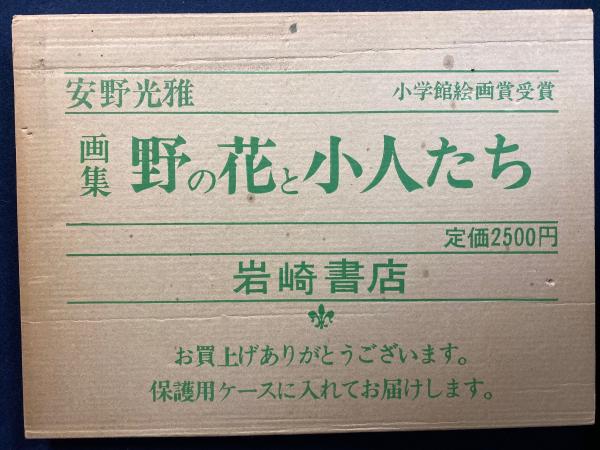 安野光雅
小学館絵画賞受賞
画集
野の花と小人たち
定価2500円
岩崎書店
お買上げありがとうございます。
保護用ケースに入れてお届けします。